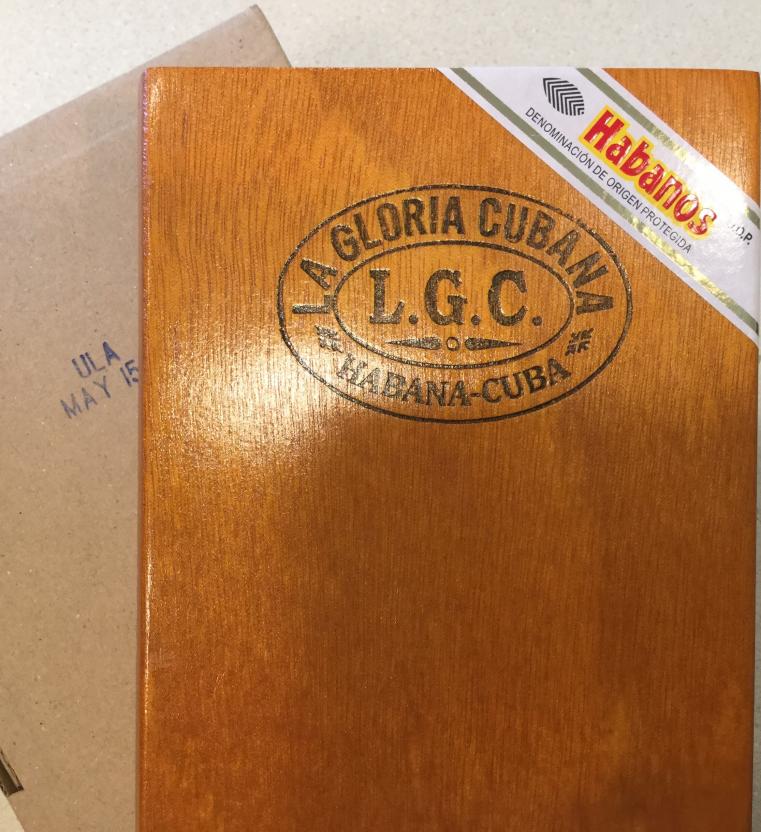 Habanos
DENOMINACIÓN DE ORIGEN PROTEGIDA
LA GLORIA CUBANA
L.G.C.
HABANA-CUBA
ULA
MAY 15